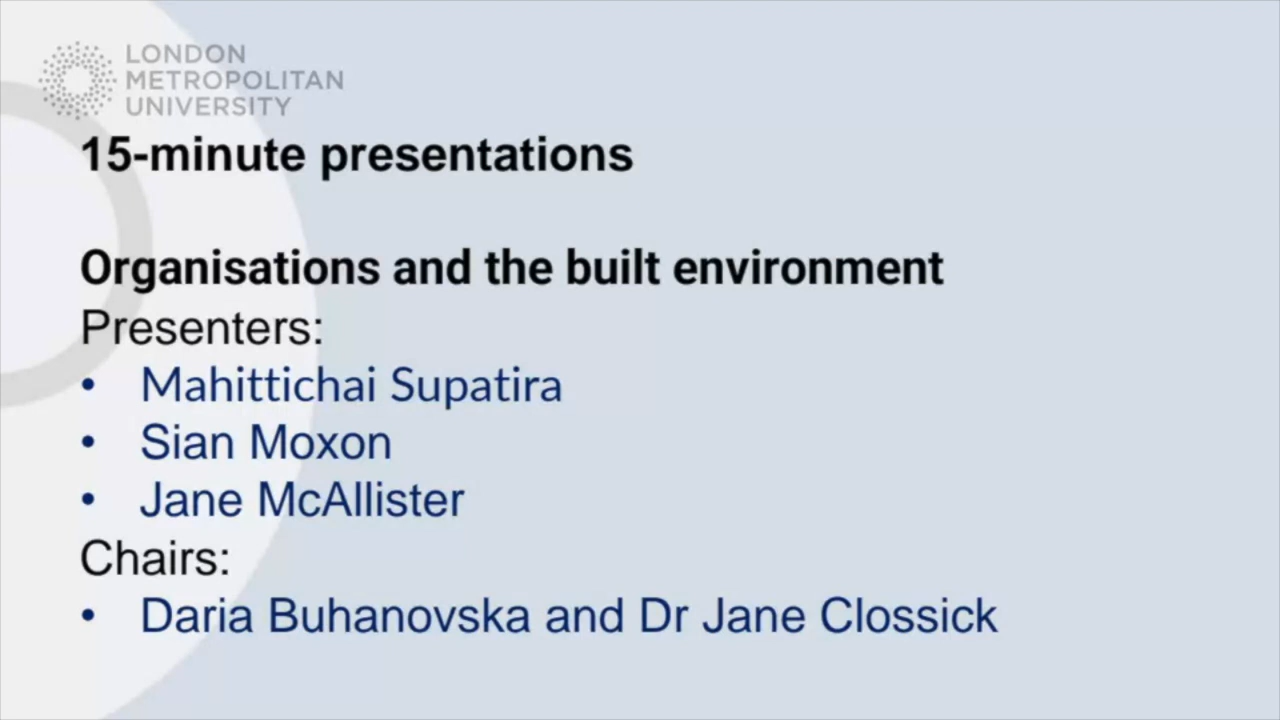 LONDON
METROPOLITAN
UNIVERSITY
15-minute presentations
Organisations and the built environment
Presenters:
• Mahittichai Supatira
• Sian Moxon
• Jane McAllister
Chairs:
• Daria Buhanovska and Dr Jane Clossick